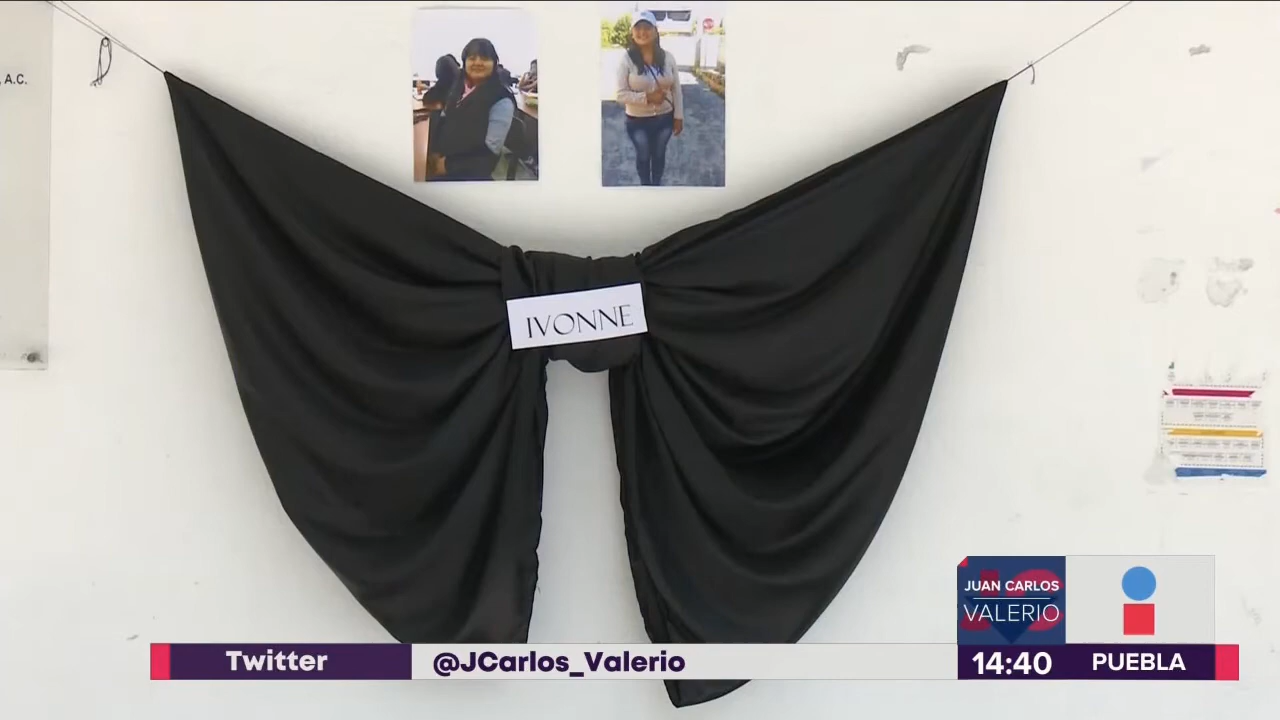 , A.C.
IVONNE
JUAN CARLOS
VALERIO
Twitter
@JCarlos_Valerio
14:40
PUEBLA